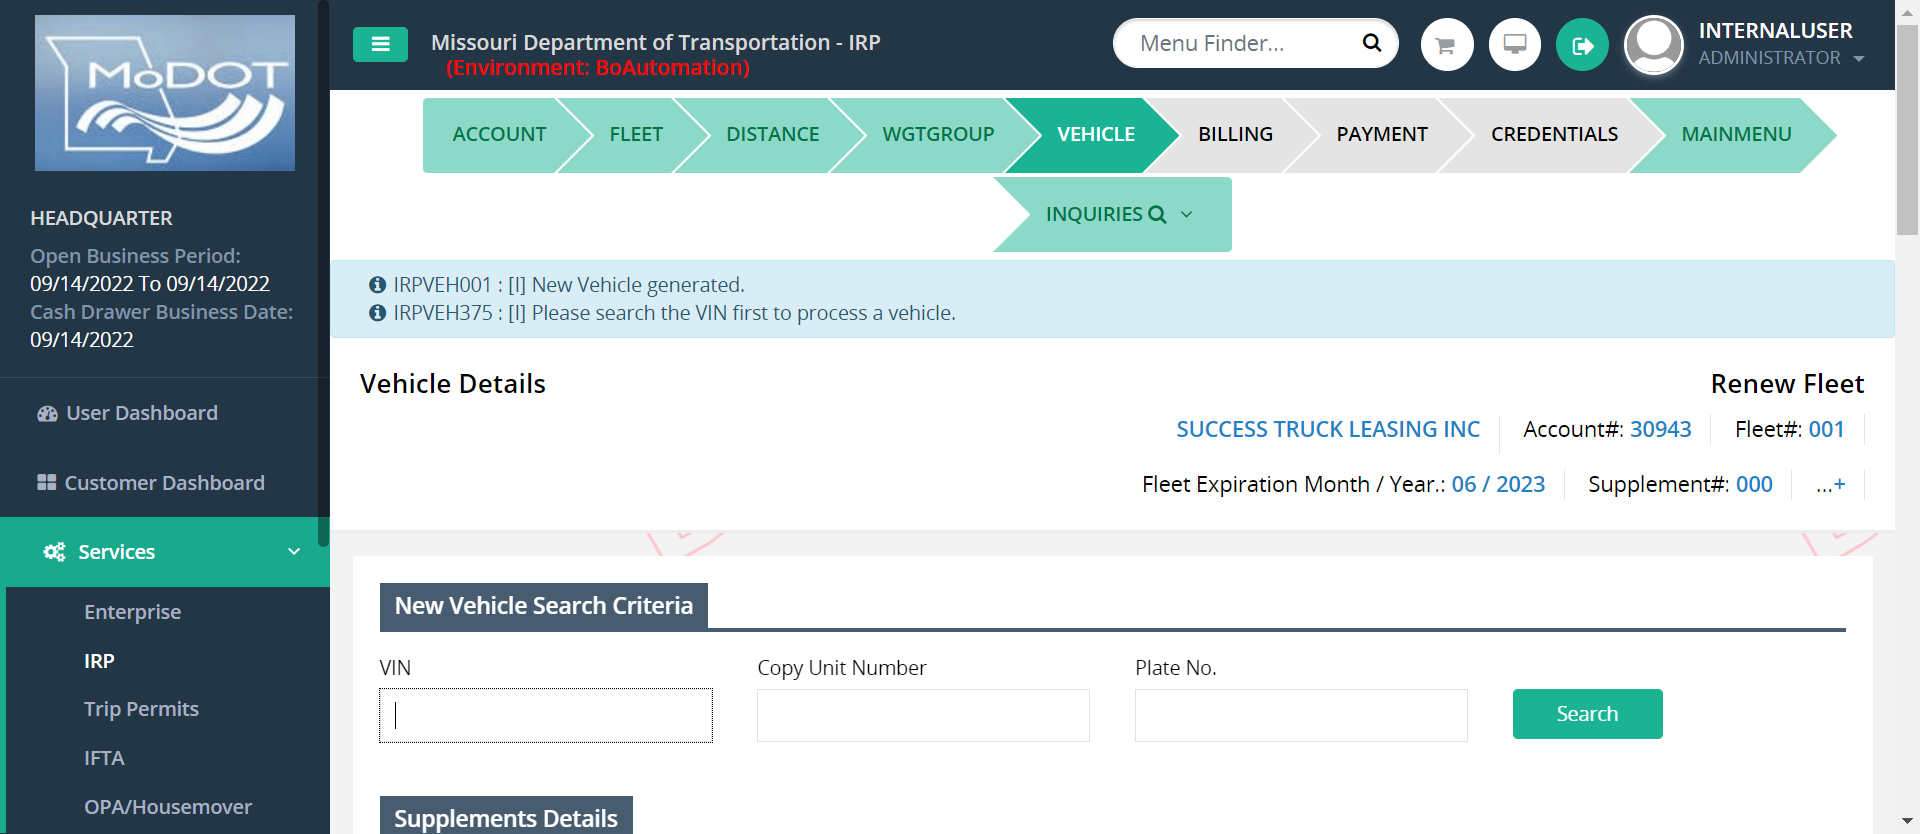 MoDOT
HEADQUARTER
Open Business Period:
09/14/2022 To 09/14/2022
Cash Drawer Business Date:
09/14/2022
User Dashboard
Customer Dashboard
Services
Enterprise
IRP
Trip Permits
IFTA
OPA/Housemover
Missouri Department of Transportation - IRP
(Environment: BoAutomation)
Menu Finder...
INTERNALUSER
ADMINISTRATOR
ACCOUNT FLEET DISTANCE WGTGROUP VEHICLE BILLING PAYMENT CREDENTIALS MAINMENU
INQUIRIES
IRPVEH001 : [I] New Vehicle generated.
IRPVEH375 : [I] Please search the VIN first to process a vehicle.
Vehicle Details
Renew Fleet
SUCCESS TRUCK LEASING INC Account#: 30943 Fleet#: 001
Fleet Expiration Month / Year.: 06 / 2023 Supplement#: 000 ...+
New Vehicle Search Criteria
VIN Copy Unit Number Plate No.
Search
Supplements Details